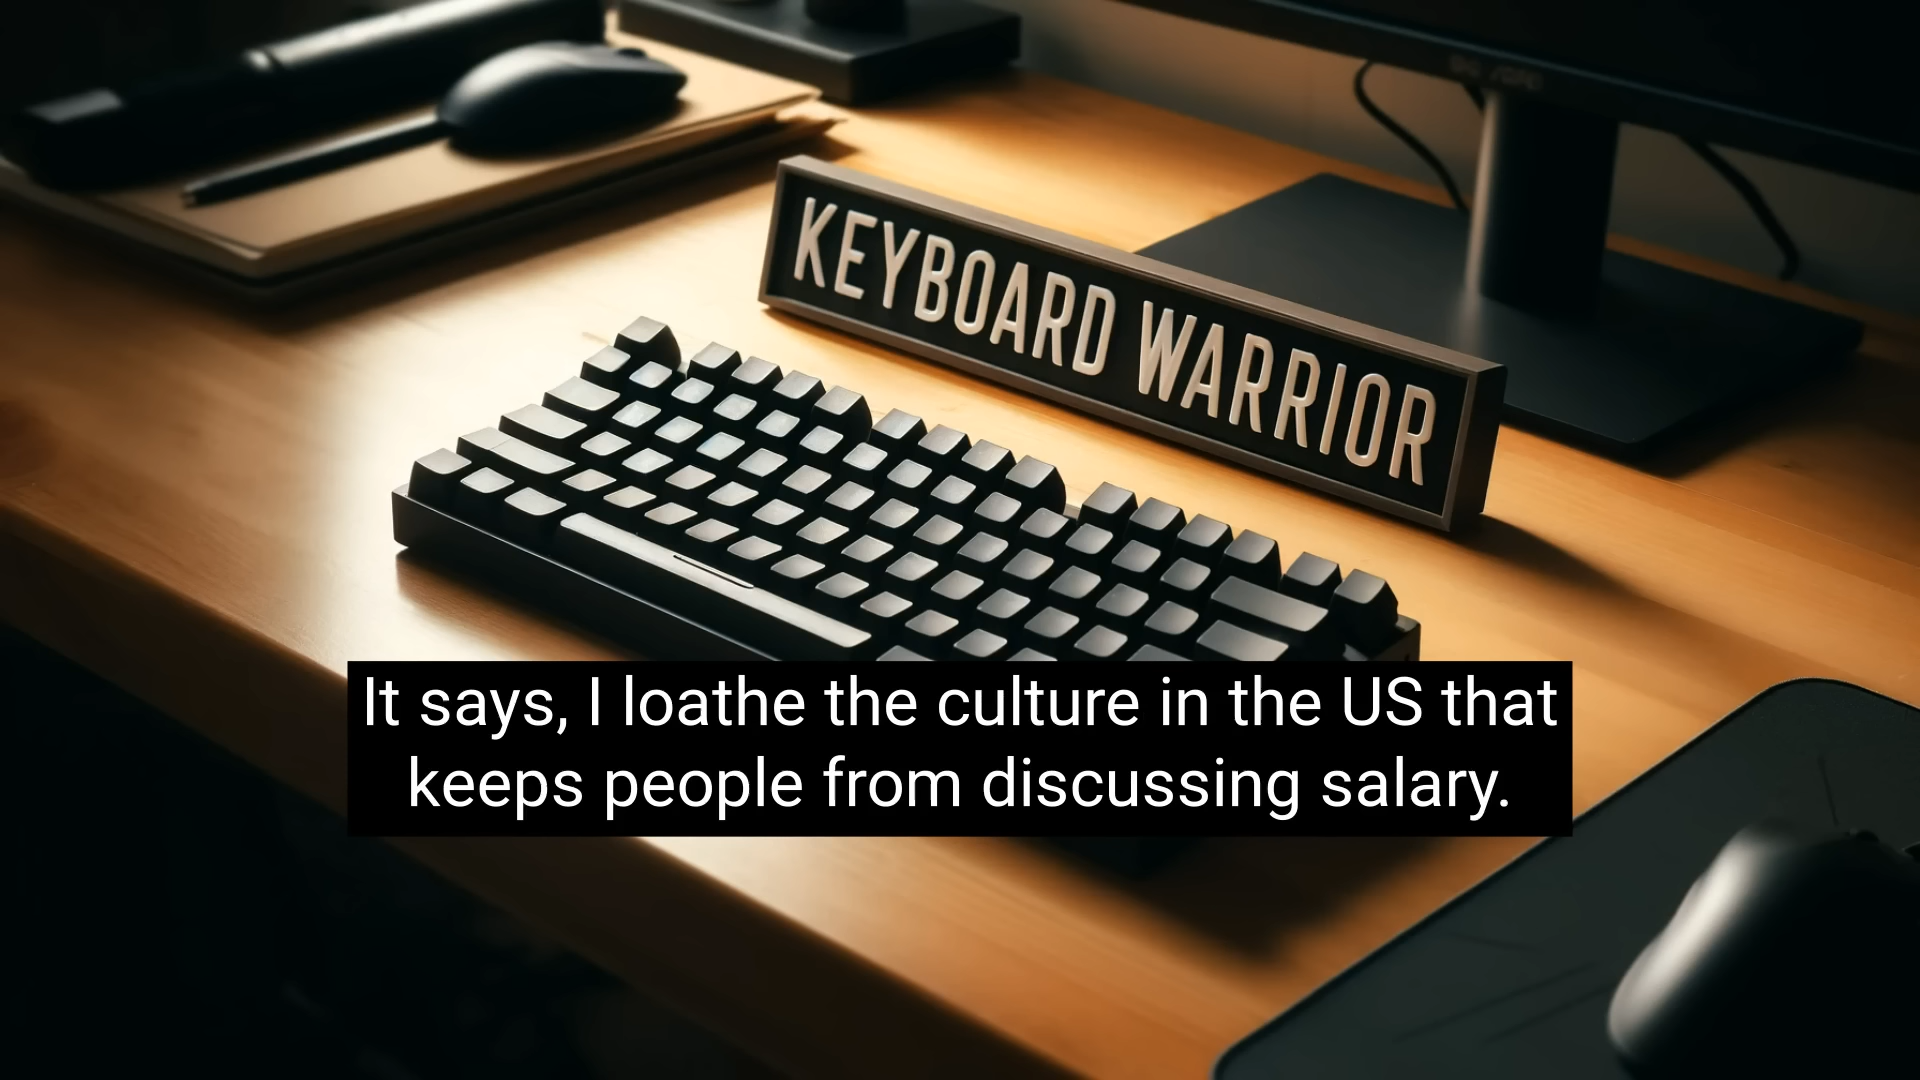 KEYBOARD WARRIOR
It says, I loathe the culture in the US that
keeps people from discussing salary.